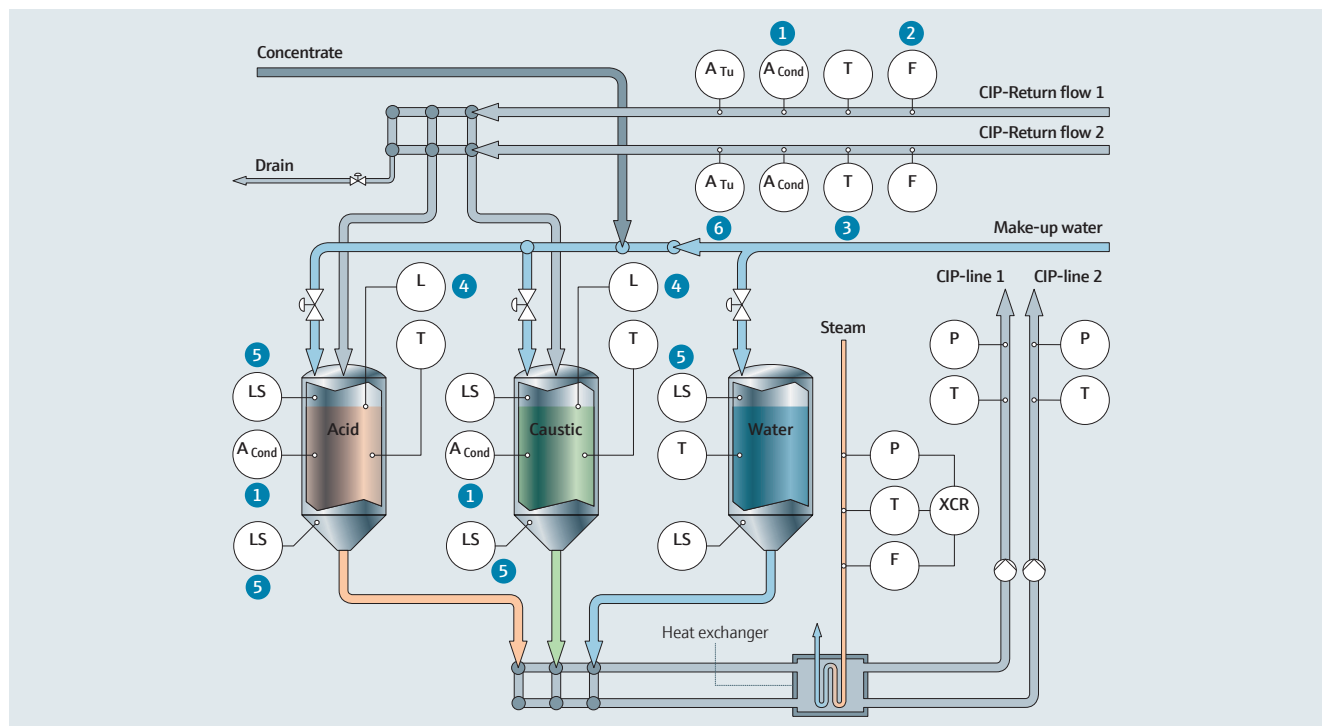 1 2
Concentrate
A Tu A Cond T F
CIP-Return flow 1
CIP-Return flow 2
Drain
A Tu A Cond T F
6 3
Make-up water
CIP-line 1 CIP-line 2
L 4 L 4
Steam
T T P P
5 5
LS LS LS T T
Acid Caustic Water
A Cond A Cond T P
1 1
T XCR
LS LS LS
5 5 F
Heat exchanger